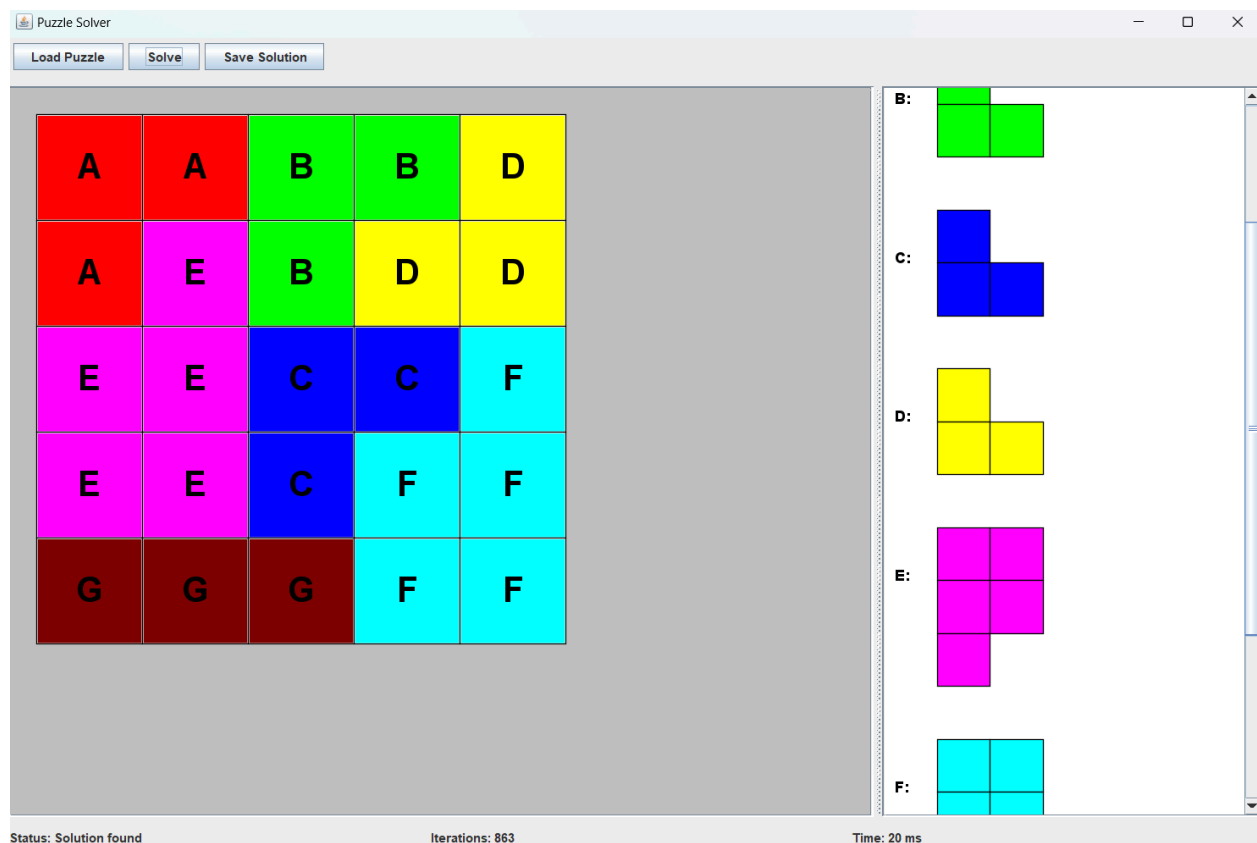 Puzzle Solver
Load Puzzle Solve Save Solution
A A B B D
A E B D D
E E C C F
E E C F F
G G G F F
B:
C:
D:
E:
F:
Status: Solution found Iterations: 863 Time: 20 ms